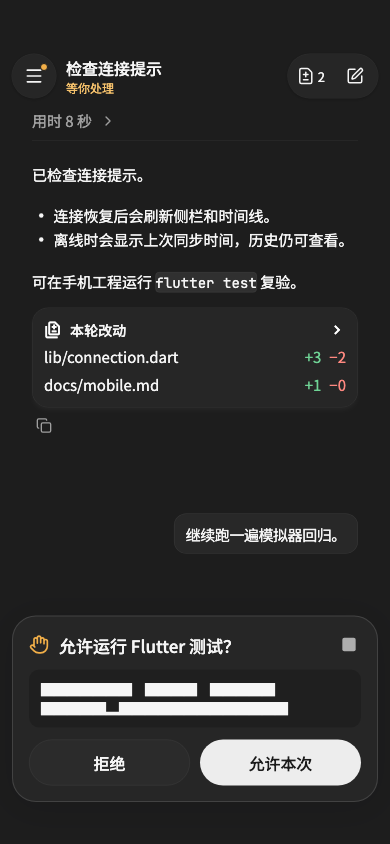 检查连接提示
等你处理
2
用时 8 秒
已检查连接提示。
• 连接恢复后会刷新侧栏和时间线。
• 离线时会显示上次同步时间，历史仍可查看。
可在手机工程运行 flutter test 复验。
本轮改动
lib/connection.dart +3 −2
docs/mobile.md +1 −0
继续跑一遍模拟器回归。
允许运行 Flutter 测试？
拒绝
允许本次